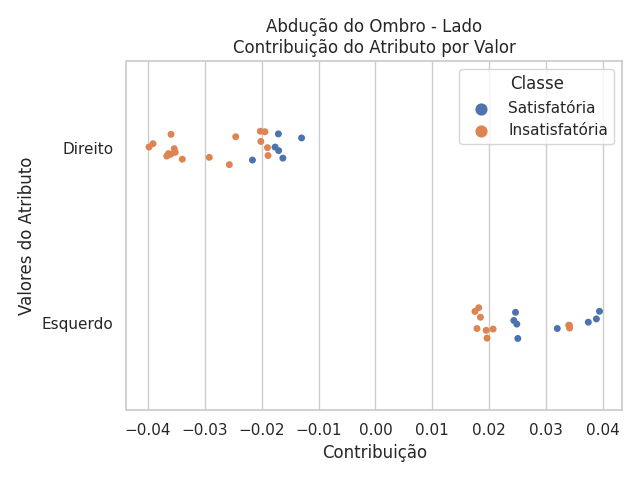 Abdução do Ombro - Lado
Contribuição do Atributo por Valor
Classe
Satisfatória
Insatisfatória
Valores do Atributo
Direito
Esquerdo
−0.04 −0.03 −0.02 −0.01 0.00 0.01 0.02 0.03 0.04
Contribuição